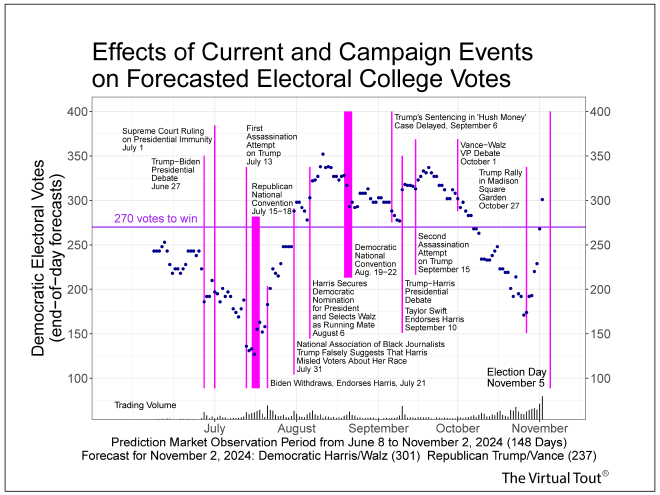 Effects of Current and Campaign Events
on Forecasted Electoral College Votes
Democratic Electoral Votes
(end-of-day forecasts)
400
350
300
250
200
150
100
400
350
300
250
200
150
100
Supreme Court Ruling
on Presidential Immunity
July 1
Trump-Biden
Presidential
Debate
June 27
270 votes to win
First
Assassination
Attempt
on Trump
July 13
Republican
National
Convention
July 15-18
Trump's Sentencing in 'Hush Money'
Case Delayed, September 6
Vance-Walz
VP Debate
October 1
Trump Rally
in Madison
Square
Garden
October 27
Democratic
National
Convention
Aug. 19-22
Second
Assassination
Attempt
on Trump
September 15
Harris Secures
Democratic
Nomination
for President
and Selects Walz
as Running Mate
August 6
Trump-Harris
Presidential
Debate
Taylor Swift
Endorses Harris
September 10
National Association of Black Journalists
Trump Falsely Suggests That Harris
Misled Voters About Her Race
July 31
Biden Withdraws, Endorses Harris, July 21
Election Day
November 5
Trading Volume
July August September October November
Prediction Market Observation Period from June 8 to November 2, 2024 (148 Days)
Forecast for November 2, 2024: Democratic Harris/Walz (301) Republican Trump/Vance (237)
The Virtual Tout®